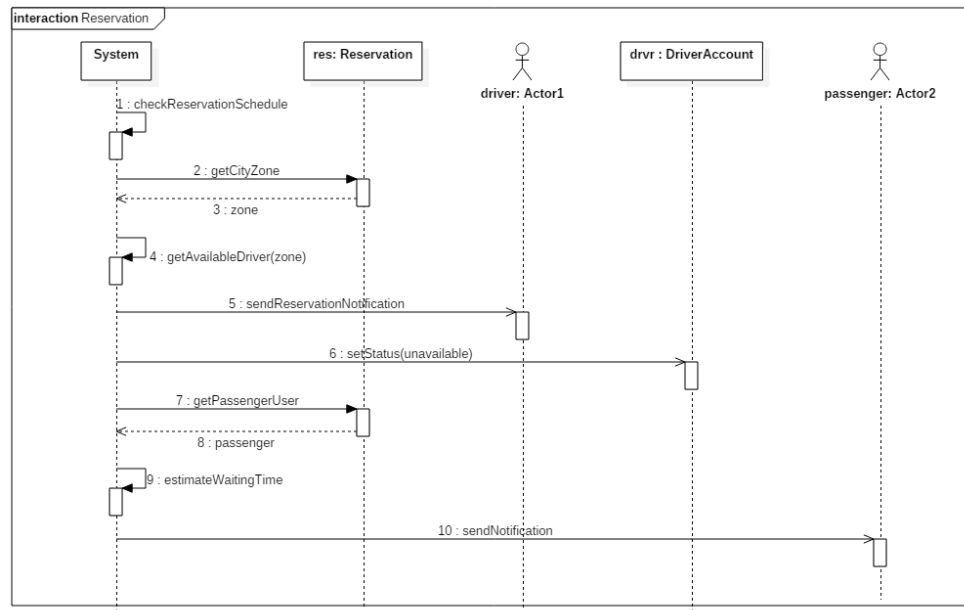 interaction Reservation
System
res: Reservation
drvr : DriverAccount
driver: Actor1
passenger: Actor2
1 : checkReservationSchedule
2 : getCityZone
3 : zone
4 : getAvailableDriver(zone)
5 : sendReservationNotification
6 : setStatus(unavailable)
7 : getPassengerUser
8 : passenger
9 : estimateWaitingTime
10 : sendNotification